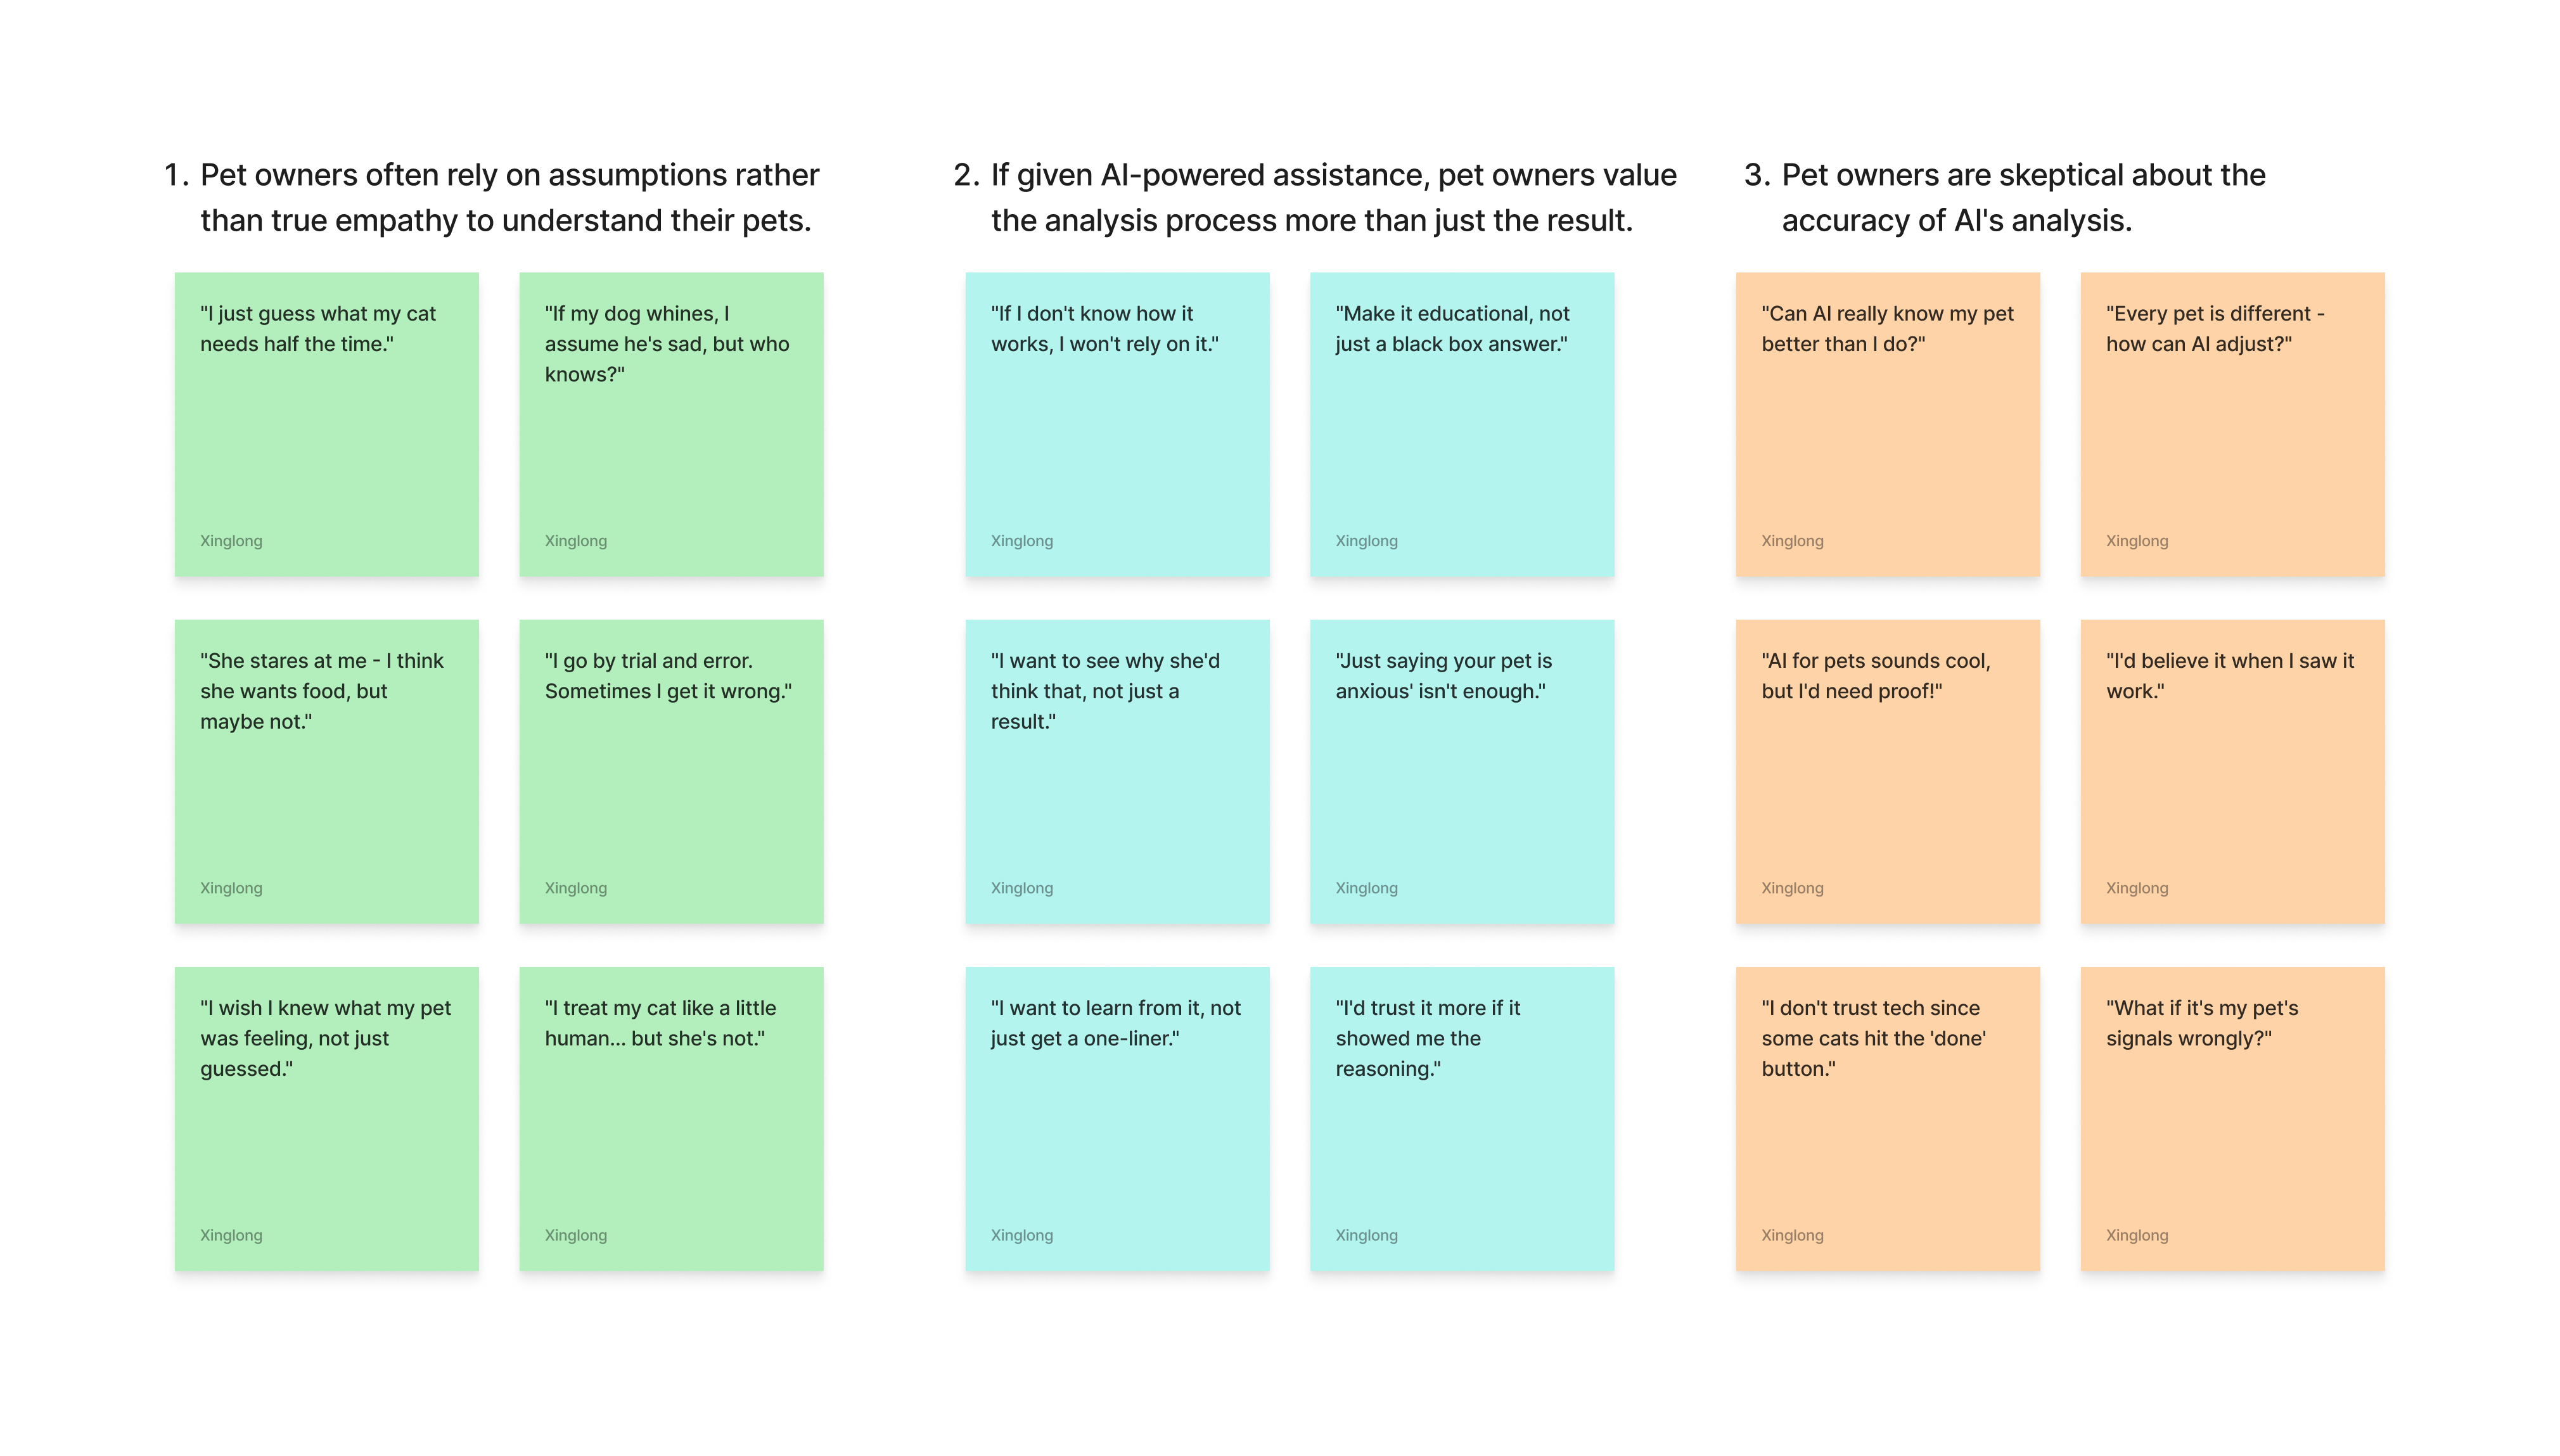 1. Pet owners often rely on assumptions rather
than true empathy to understand their pets.
"I just guess what my cat
needs half the time."
Xinglong
"If my dog whines, I
assume he's sad, but who
knows?"
Xinglong
"She stares at me - I think
she wants food, but
maybe not."
Xinglong
"I go by trial and error.
Sometimes I get it wrong."
Xinglong
"I wish I knew what my pet
was feeling, not just
guessed."
Xinglong
"I treat my cat like a little
human... but she's not."
Xinglong
2. If given AI-powered assistance, pet owners value
the analysis process more than just the result.
"If I don't know how it
works, I won't rely on it."
Xinglong
"Make it educational, not
just a black box answer."
Xinglong
"I want to see why she'd
think that, not just a
result."
Xinglong
"Just saying your pet is
anxious' isn't enough."
Xinglong
"I want to learn from it, not
just get a one-liner."
Xinglong
"I'd trust it more if it
showed me the
reasoning."
Xinglong
3. Pet owners are skeptical about the
accuracy of AI's analysis.
"Can AI really know my pet
better than I do?"
Xinglong
"Every pet is different -
how can AI adjust?"
Xinglong
"AI for pets sounds cool,
but I'd need proof!"
Xinglong
"I'd believe it when I saw it
work."
Xinglong
"I don't trust tech since
some cats hit the 'done'
button."
Xinglong
"What if it's my pet's
signals wrongly?"
Xinglong